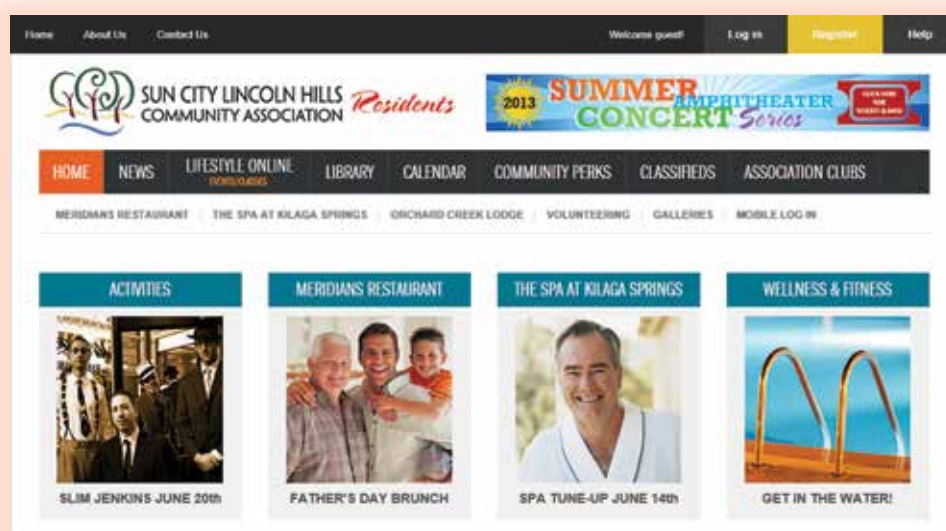 Home About Us Contact Us Welcome guest! Log in Register Help
SUN CITY LINCOLN HILLS
COMMUNITY ASSOCIATION Residents
2013 SUMMER
AMPHITHEATER
CONCERT Series
CLICK HERE
FOR
HOME NEWS LIFESTYLE ONLINE LIBRARY CALENDAR COMMUNITY PERKS CLASSIFIEDS ASSOCIATION CLUBS
EVENTS/CLASSES
MERIDIANS RESTAURANT THE SPA AT KILAGA SPRINGS ORCHARD CREEK LODGE VOLUNTEERING GALLERIES MOBILE LOG IN
ACTIVITIES MERIDIANS RESTAURANT THE SPA AT KILAGA SPRINGS WELLNESS & FITNESS
SLIM JENKINS JUNE 20th FATHER'S DAY BRUNCH SPA TUNE-UP JUNE 14th GET IN THE WATER!